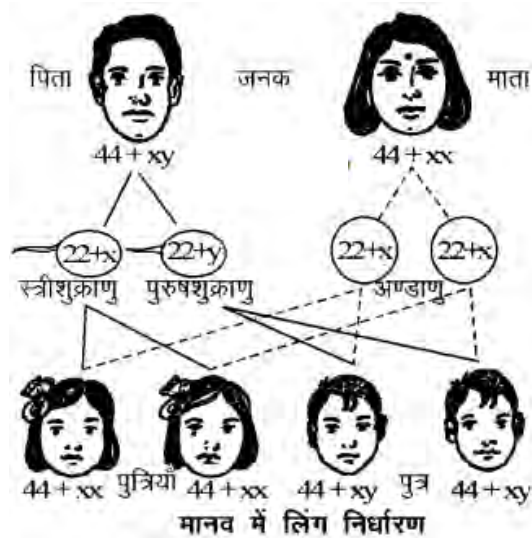 पिता जनक माता
44 + xy 44 + xx
22+x 22+y 22+x 22+x
स्त्रीशुक्राणु पुरुषशुक्राणु अण्डाणु
पुत्रियाँ पुत्र
44 + xx 44 + xx 44 + xy 44 + xy
मानव में लिंग निर्धारण